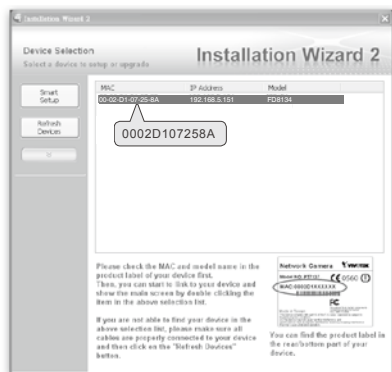 Installation Wizard 2
Device Selection
Select a device to setup or upgrade
Installation Wizard 2
Smart
Setup
Refresh
Devices
MAC IP Address Model
00-02-D1-07-25-8A 192.168.5.151 FD8134
0002D107258A
Please check the MAC and model name in the
product label of your device first.
Then, you can start to link to your device and
show the main screen by double clicking the
item in the above selection list.
If you are not able to find your device in the
above selection list, please make sure all
cables are properly connected to your device
and then click on the "Refresh Devices"
button.
Network Camera VIVOTEK
0560
MAC:0002D1XXXXXX
FC
You can find the product label in
the rear/bottom part of your
device.